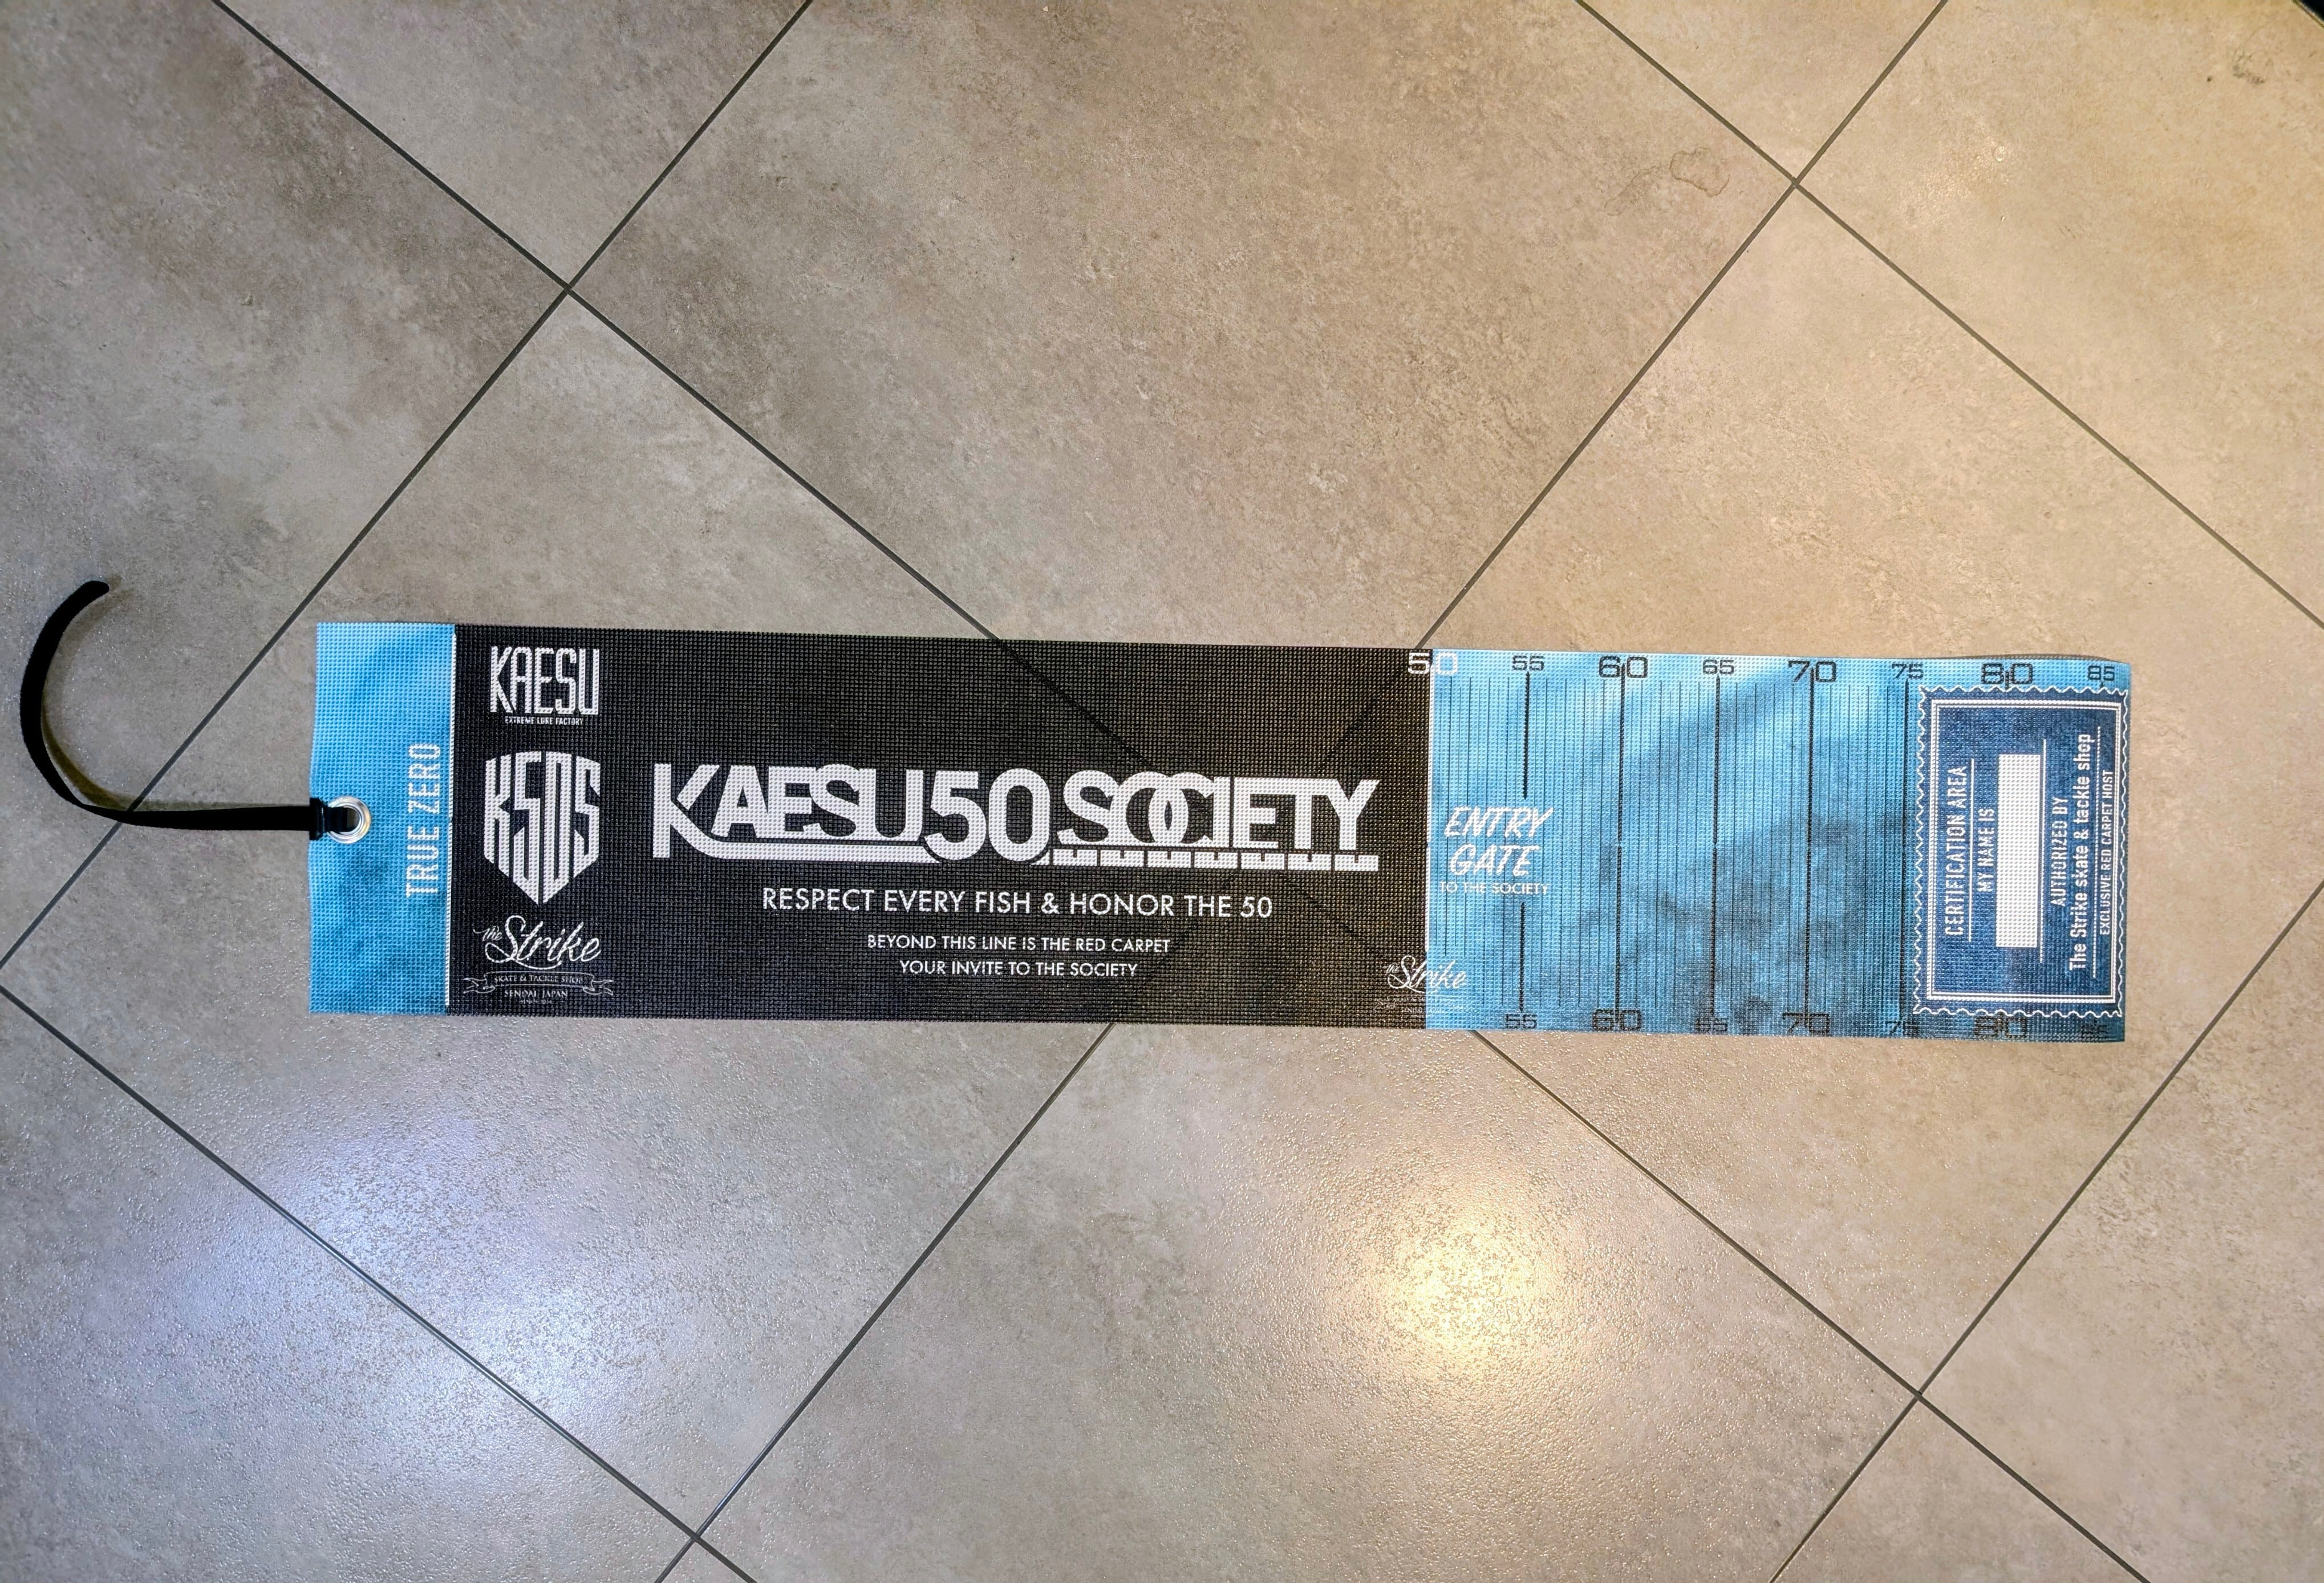 TRUE ZERO
KAESU
EXTREME LURE FACTORY
K50S
the Strike
SKATE & TACKLE SHOP
SENDAI JAPAN
KAESU50SOCIETY
RESPECT EVERY FISH & HONOR THE 50
BEYOND THIS LINE IS THE RED CARPET
YOUR INVITE TO THE SOCIETY
the Strike
50 55 60 65 70 75 80 85
ENTRY
GATE
TO THE SOCIETY
55 60 65 70 75 80 85
CERTIFICATION AREA
MY NAME IS
AUTHORIZED BY
The Strike skate & tackle shop
EXCLUSIVE RED CARPET HOST